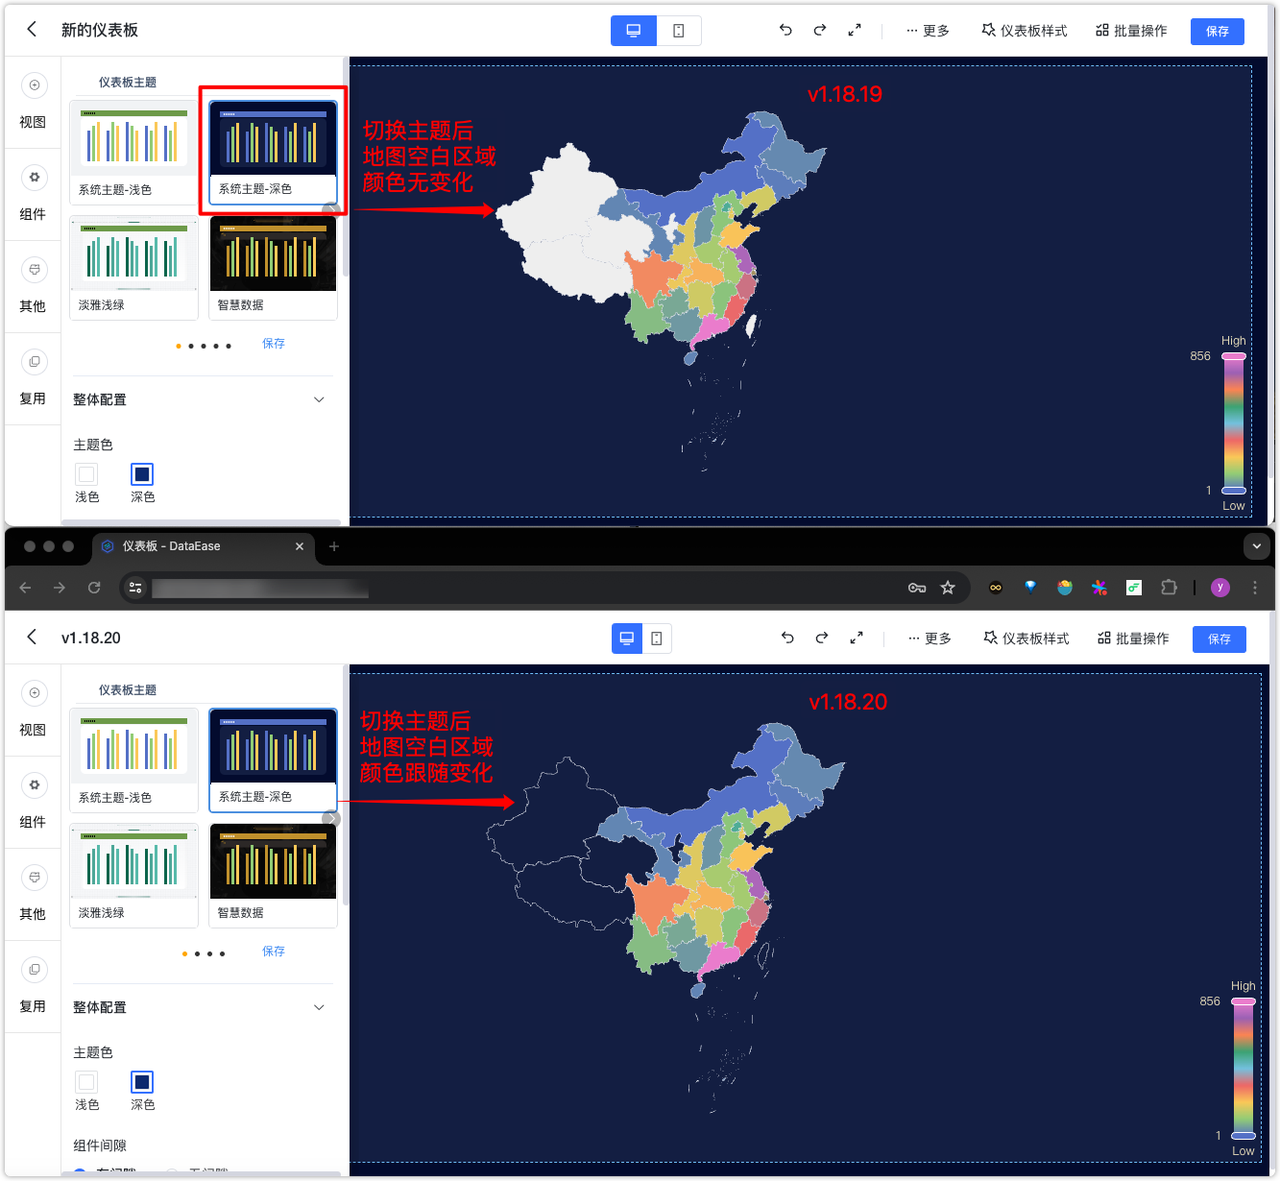 新的仪表板
更多
仪表板样式
批量操作
保存
视图
组件
其他
复用
仪表板主题
系统主题-浅色
系统主题-深色
淡雅浅绿
智慧数据
保存
整体配置
主题色
浅色
深色
v1.18.19
切换主题后
地图空白区域
颜色无变化
High
856
1
Low
仪表板 - DataEase
y
v1.18.20
更多
仪表板样式
批量操作
保存
视图
组件
其他
复用
仪表板主题
系统主题-浅色
系统主题-深色
淡雅浅绿
智慧数据
保存
整体配置
主题色
浅色
深色
组件间隙
v1.18.20
切换主题后
地图空白区域
颜色跟随变化
High
856
1
Low